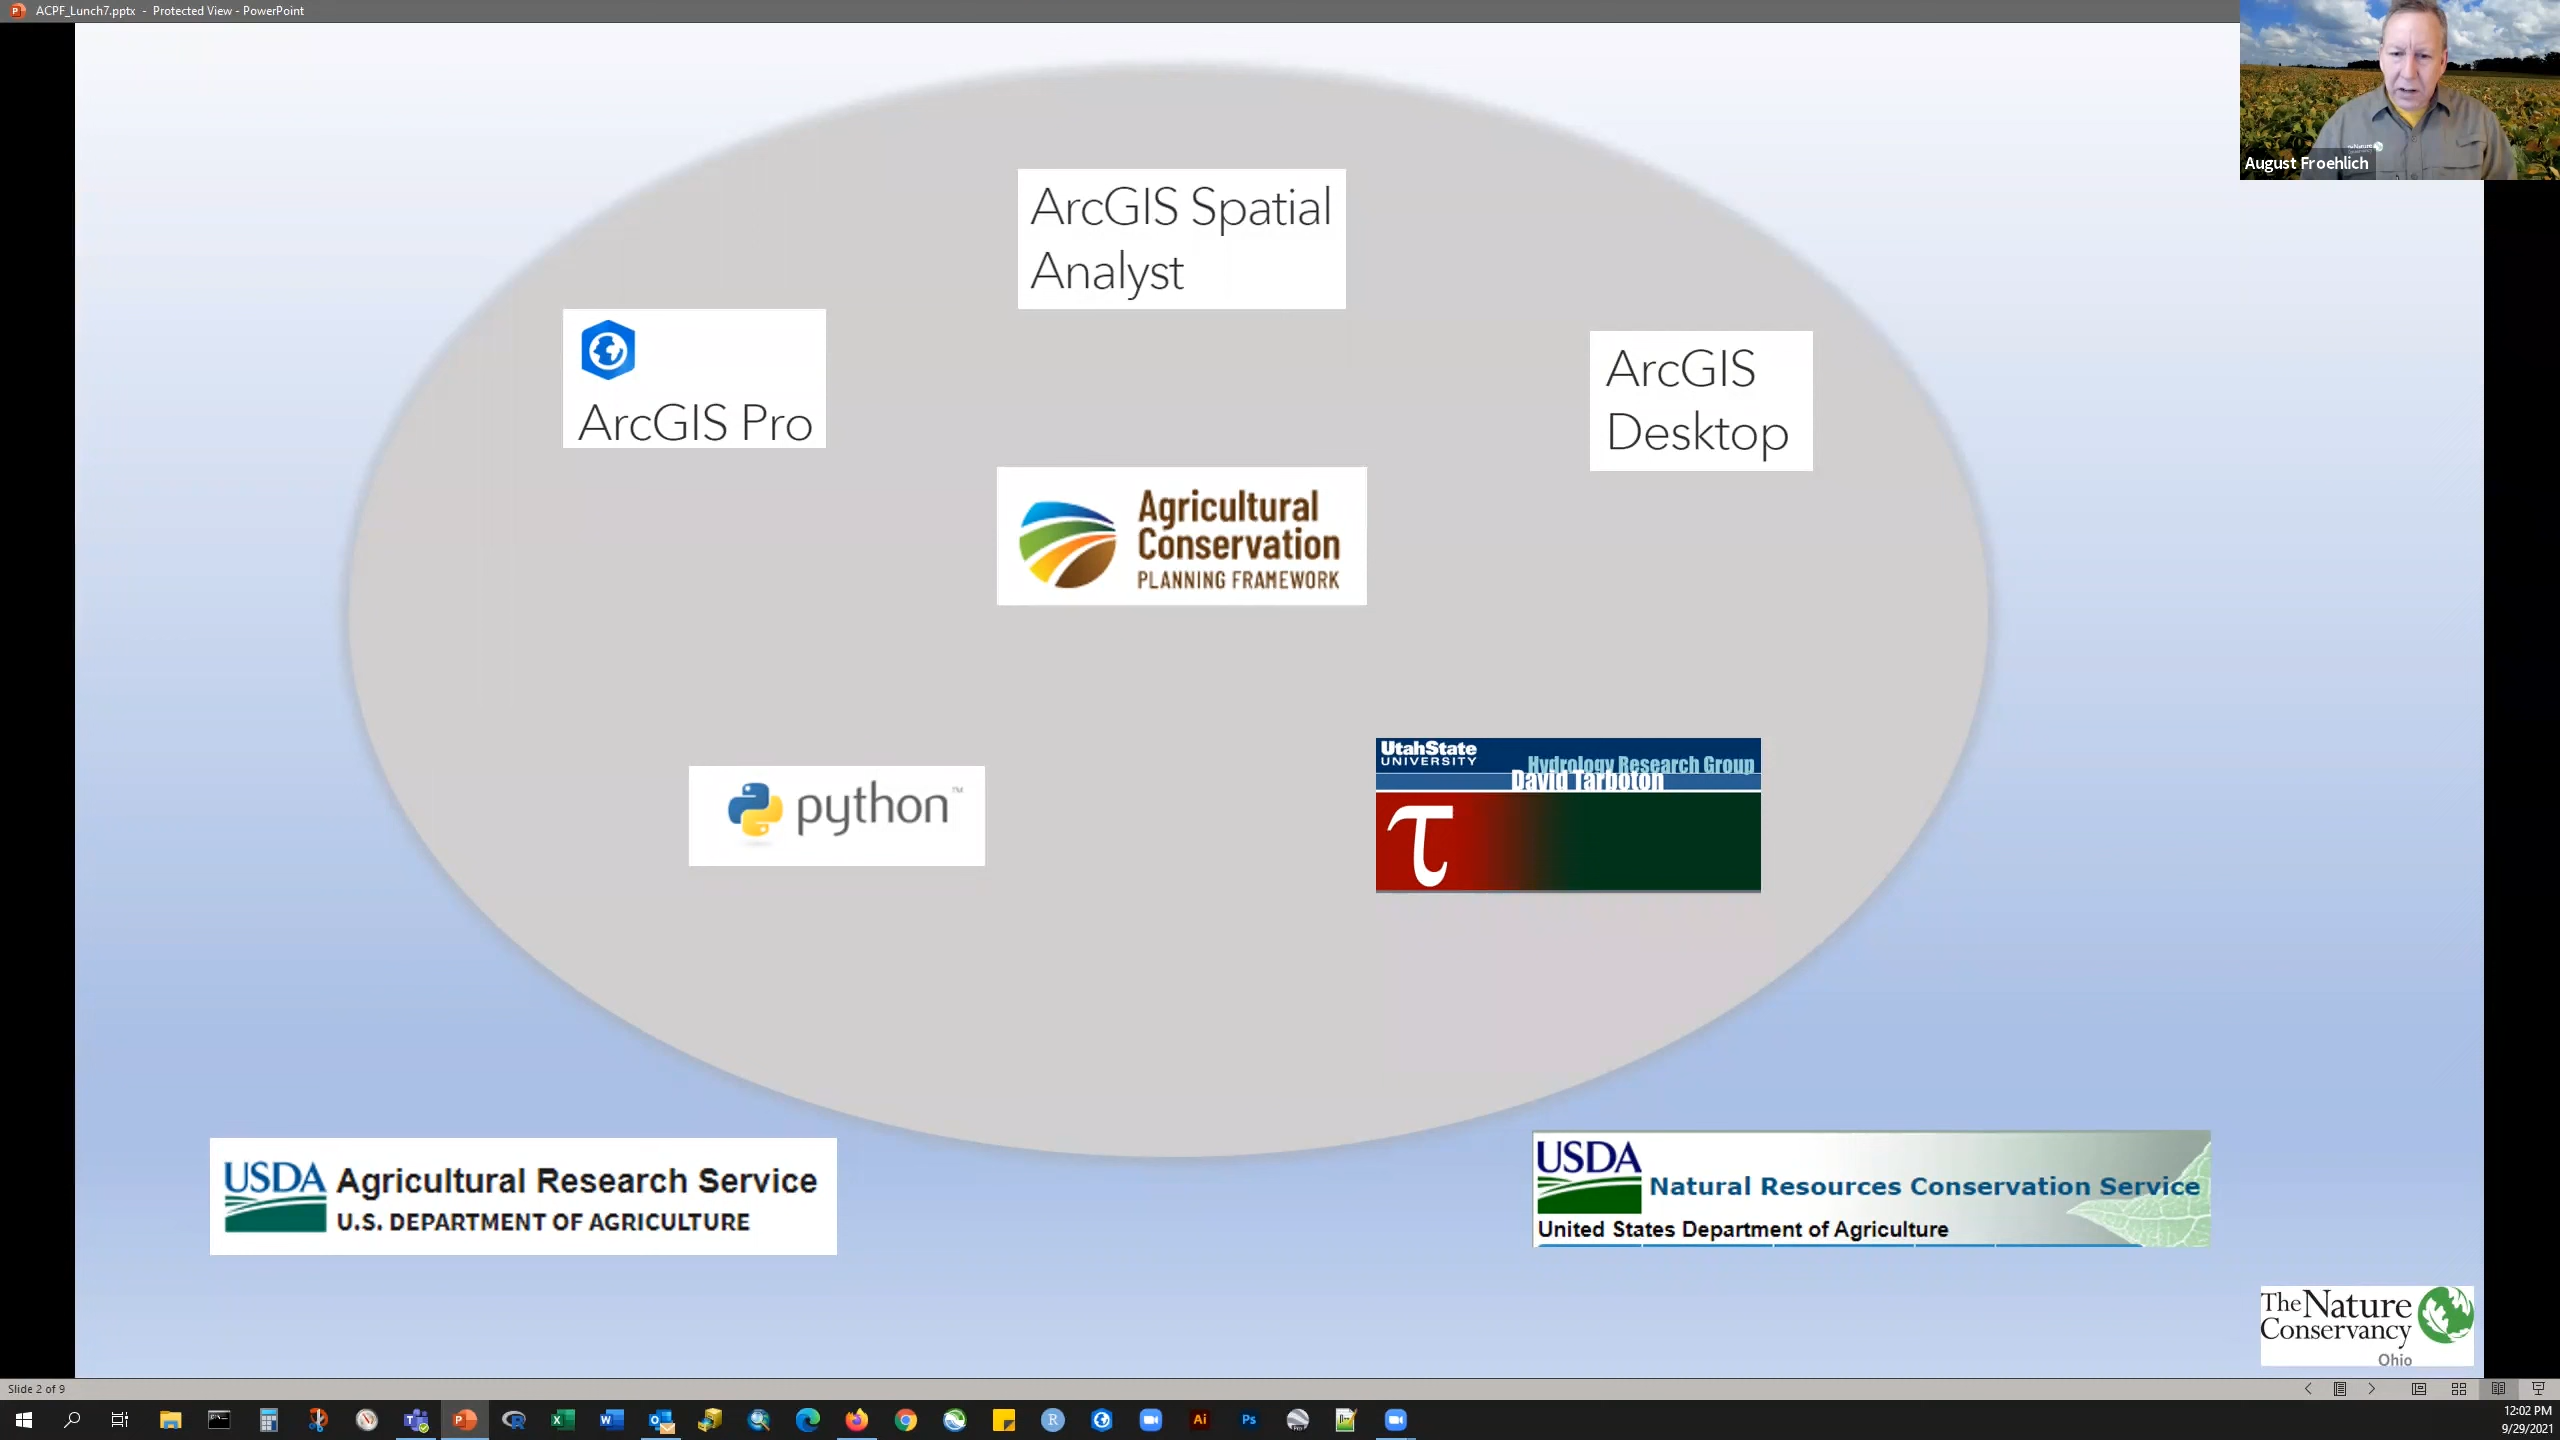 ACPF_Lunch7.pptx - Protected View - PowerPoint
August Froehlich
ArcGIS Spatial
Analyst
ArcGIS Pro
ArcGIS
Desktop
Agricultural
Conservation
PLANNING FRAMEWORK
python™
UtahState
UNIVERSITY
Hydrology Research Group
David Tarboton
τ
USDA Agricultural Research Service
U.S. DEPARTMENT OF AGRICULTURE
USDA Natural Resources Conservation Service
United States Department of Agriculture
The Nature
Conservancy
Ohio
Slide 2 of 9
12:02 PM
9/29/2021